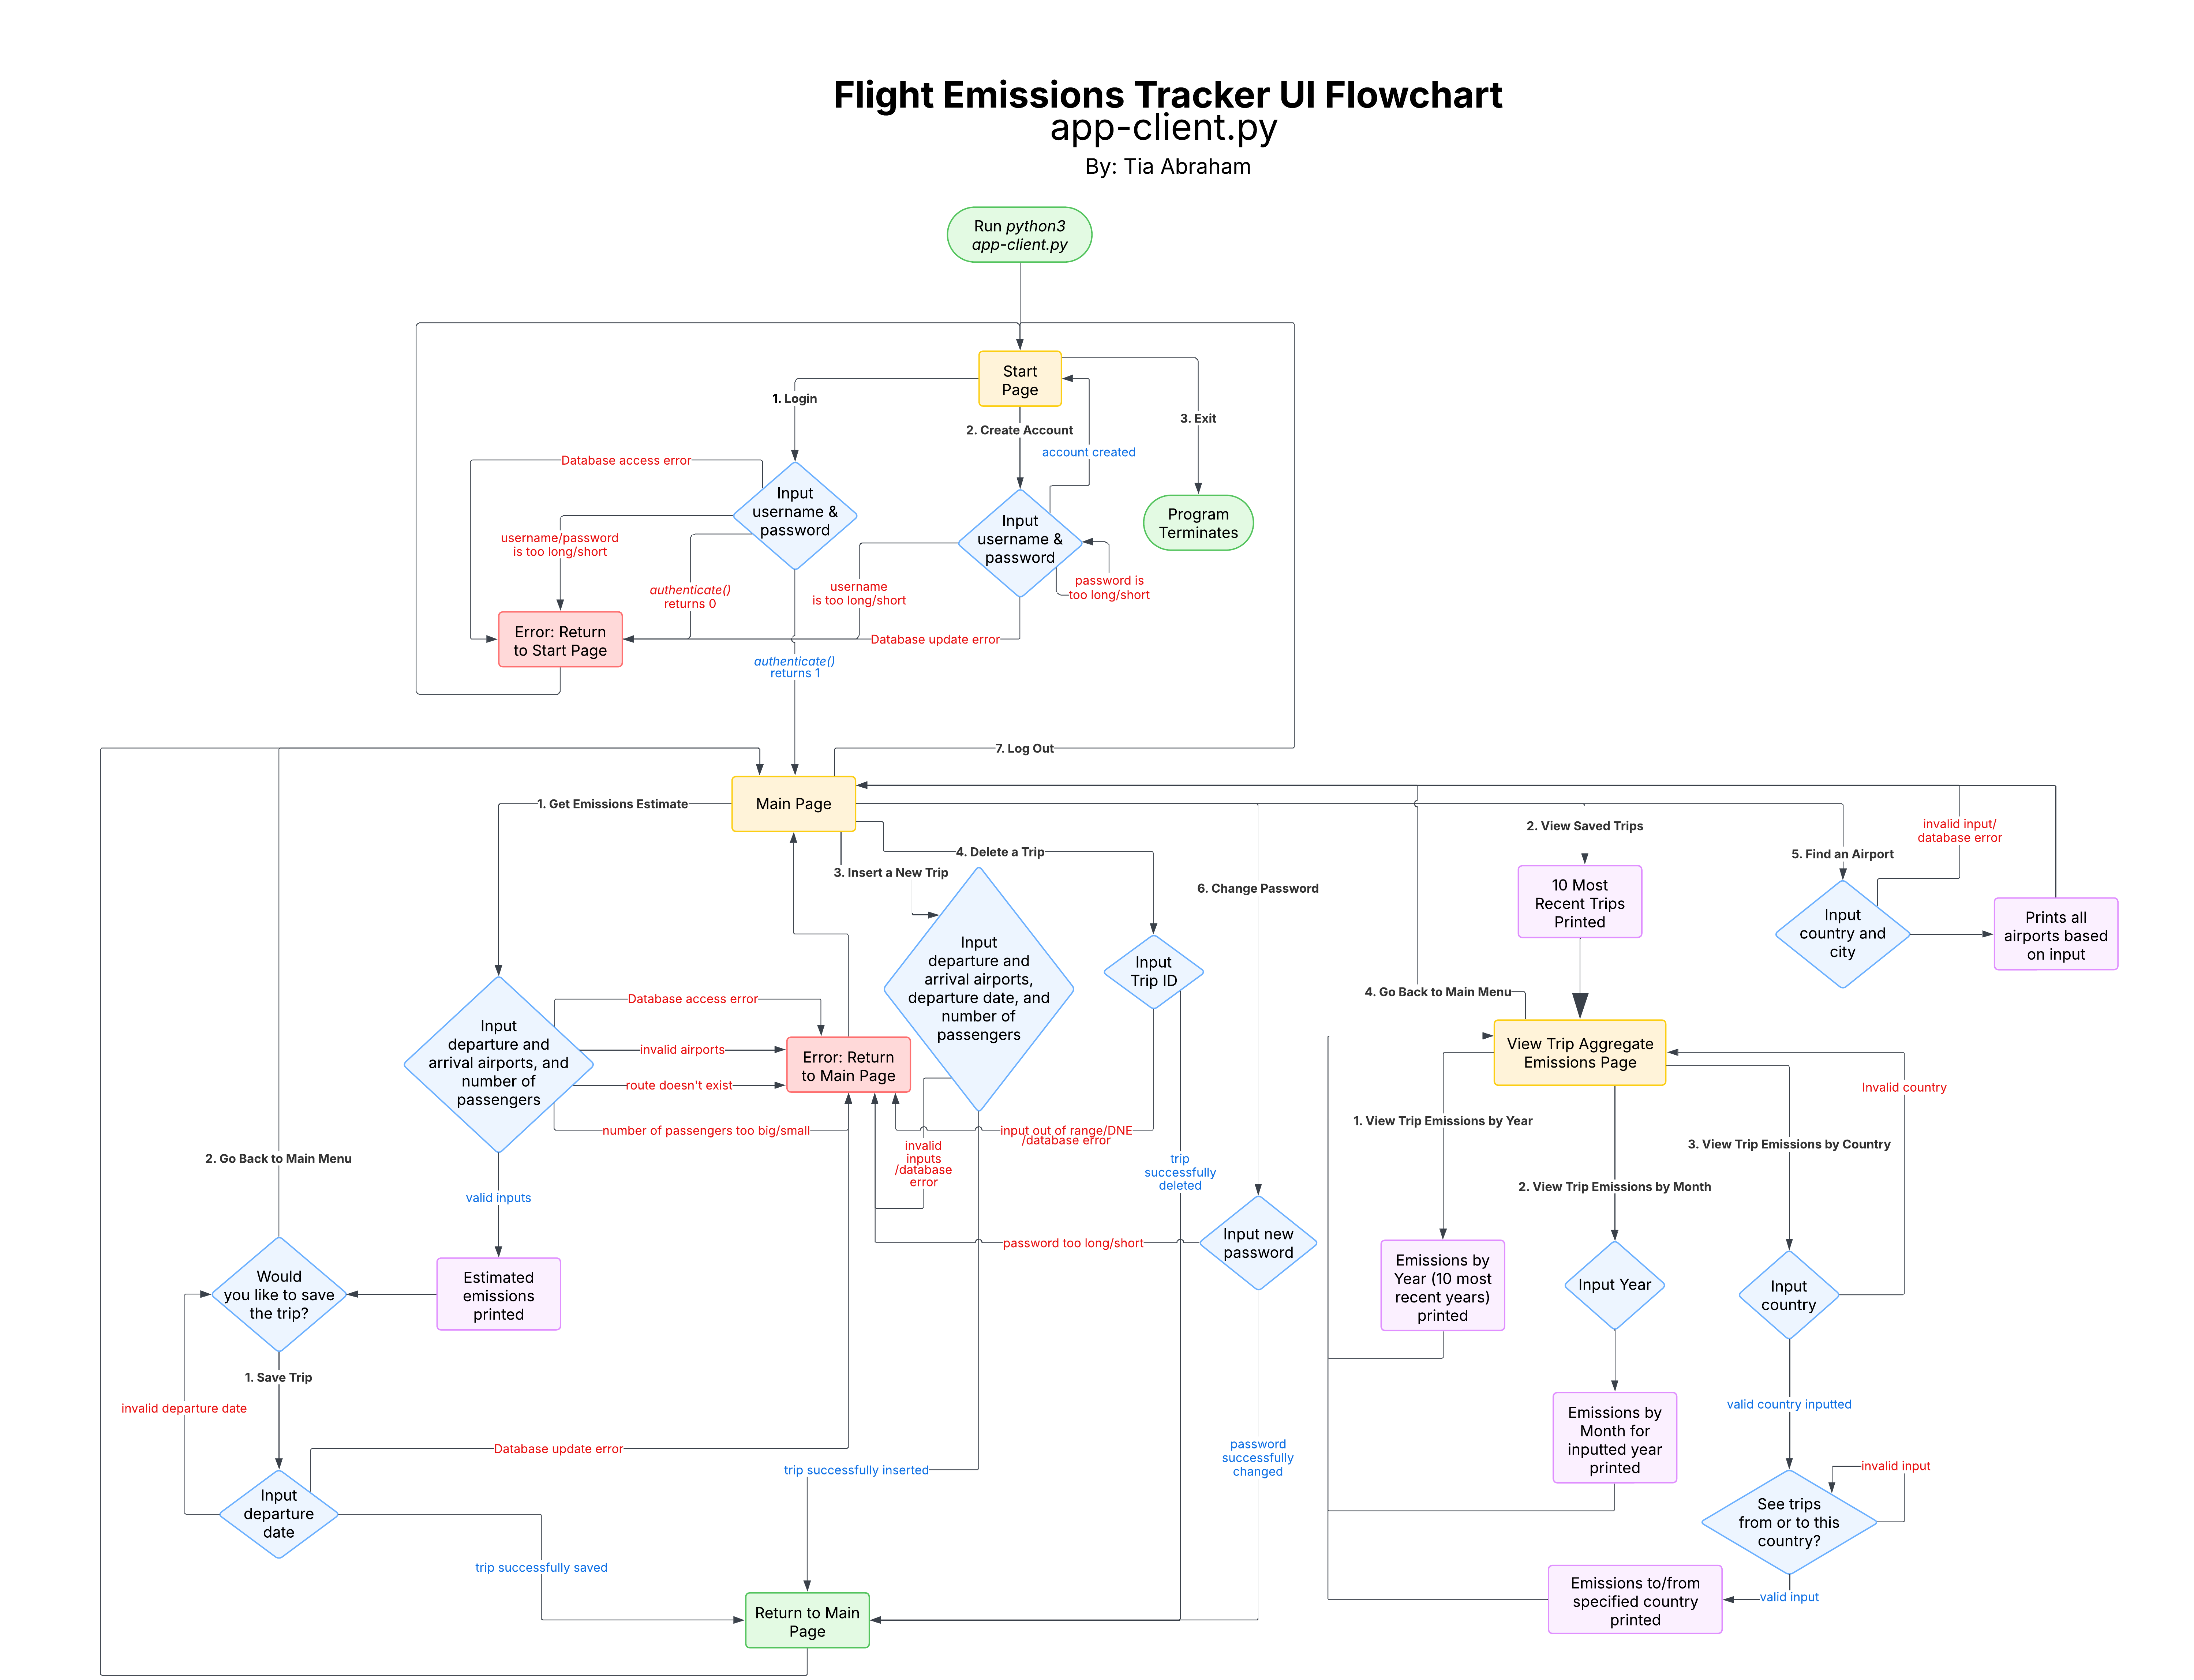 Flight Emissions Tracker UI Flowchart
app-client.py
By: Tia Abraham
Run python3
app-client.py
Start
Page
1. Login
2. Create Account
account created
3. Exit
Database access error
Input
username &
password
Input
username &
password
Program
Terminates
username/password
is too long/short
authenticate()
returns 0
username
is too long/short
password is
too long/short
Error: Return
to Start Page
Database update error
authenticate()
returns 1
7. Log Out
Main Page
1. Get Emissions Estimate
2. View Saved Trips
invalid input/
database error
4. Delete a Trip
5. Find an Airport
3. Insert a New Trip
6. Change Password
10 Most
Recent Trips
Printed
Input
country and
city
Prints all
airports based
on input
Input
departure and
arrival airports,
departure date, and
number of
passengers
Input
Trip ID
4. Go Back to Main Menu
Database access error
Input
departure and
arrival airports, and
number of
passengers
invalid airports
route doesn't exist
number of passengers too big/small
Error: Return
to Main Page
View Trip Aggregate
Emissions Page
Invalid country
input out of range/DNE
/database error
invalid
inputs
/database
error
1. View Trip Emissions by Year
3. View Trip Emissions by Country
2. Go Back to Main Menu
trip
successfully
deleted
2. View Trip Emissions by Month
valid inputs
Input new
password
password too long/short
Would
you like to save
the trip?
Estimated
emissions
printed
Emissions by
Year (10 most
recent years)
printed
Input Year
Input
country
1. Save Trip
invalid departure date
valid country inputted
Database update error
trip successfully inserted
password
successfully
changed
Emissions by
Month for
inputted year
printed
invalid input
Input
departure
date
See trips
from or to this
country?
trip successfully saved
Return to Main
Page
Emissions to/from
specified country
printed
valid input